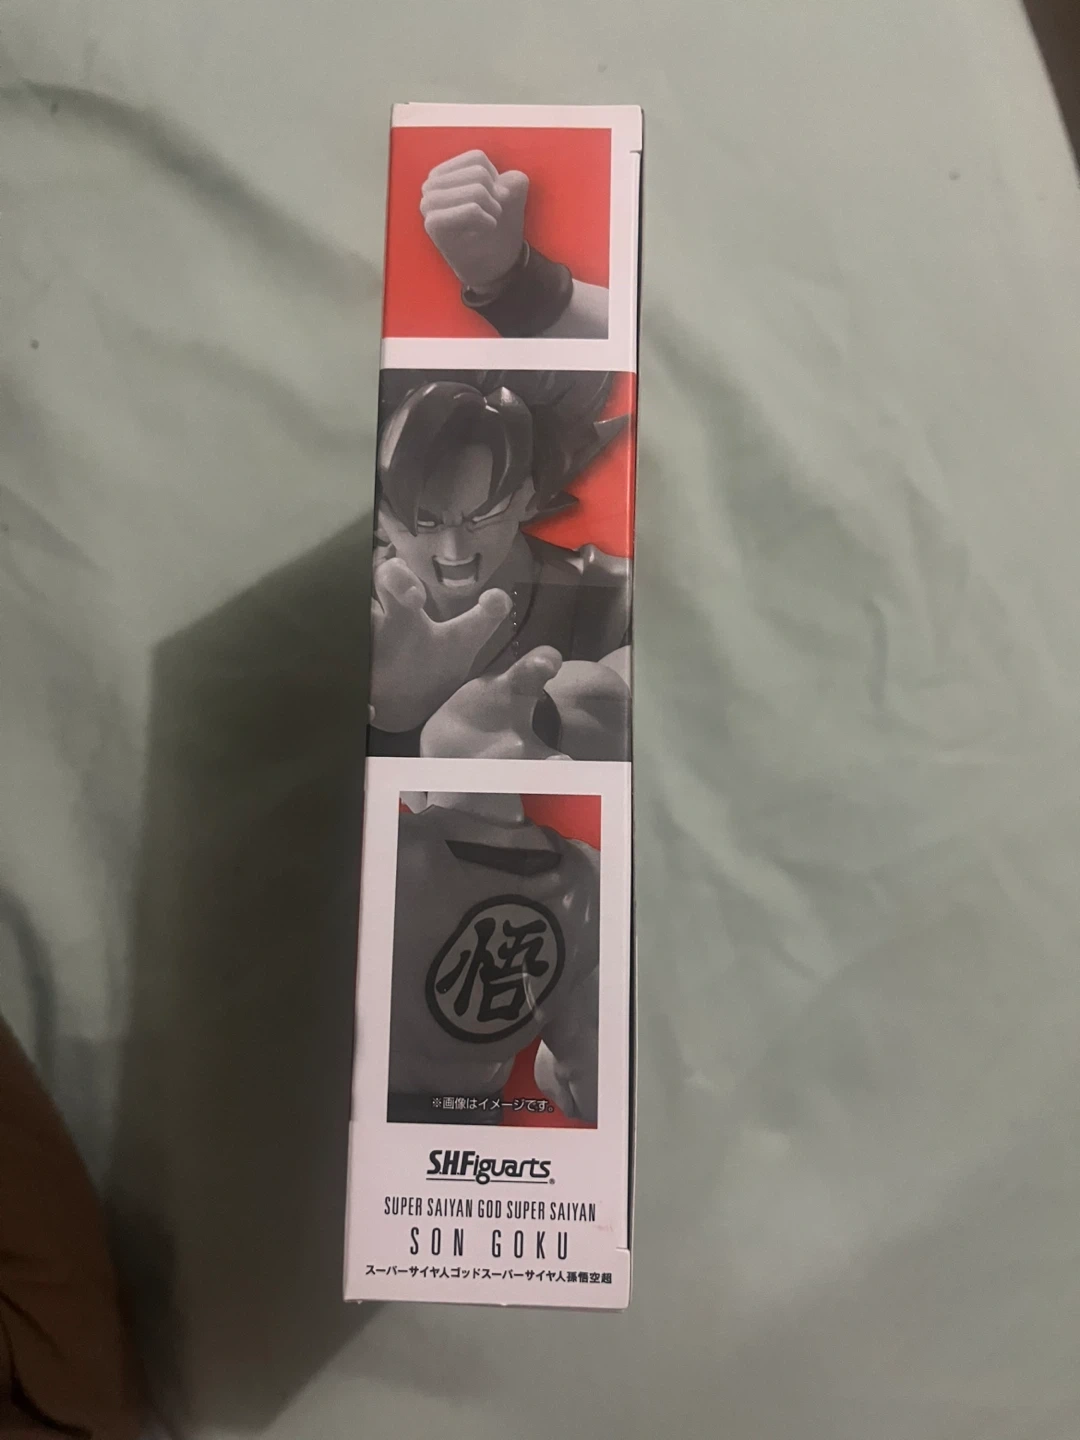 悟
※画像はイメージです。
S.H.Figuarts®
SUPER SAIYAN GOD SUPER SAIYAN
SON GOKU
スーパーサイヤ人ゴッドスーパーサイヤ人孫悟空超